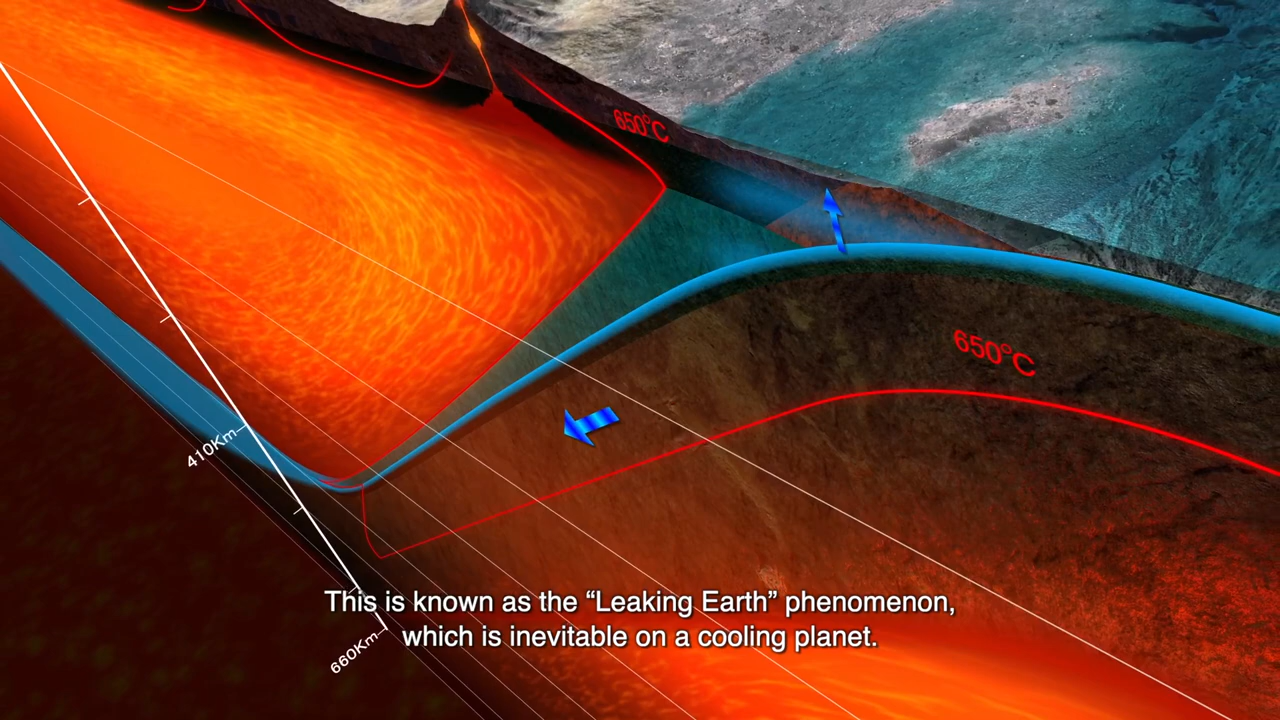 650°C
650°C
410Km
This is known as the “Leaking Earth” phenomenon,
which is inevitable on a cooling planet.
660Km